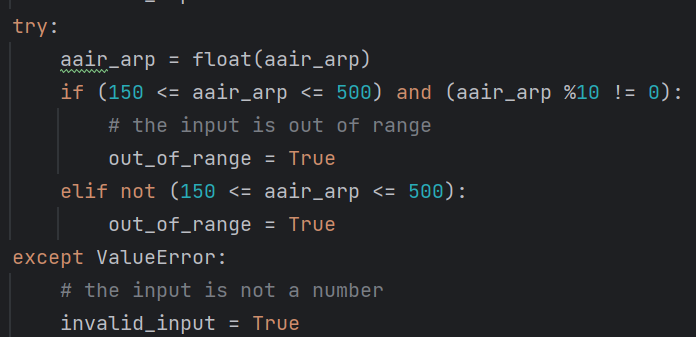 try:
    aair_arp = float(aair_arp)
    if (150 <= aair_arp <= 500) and (aair_arp %10 != 0):
        # the input is out of range
        out_of_range = True
    elif not (150 <= aair_arp <= 500):
        out_of_range = True
except ValueError:
    # the input is not a number
    invalid_input = True